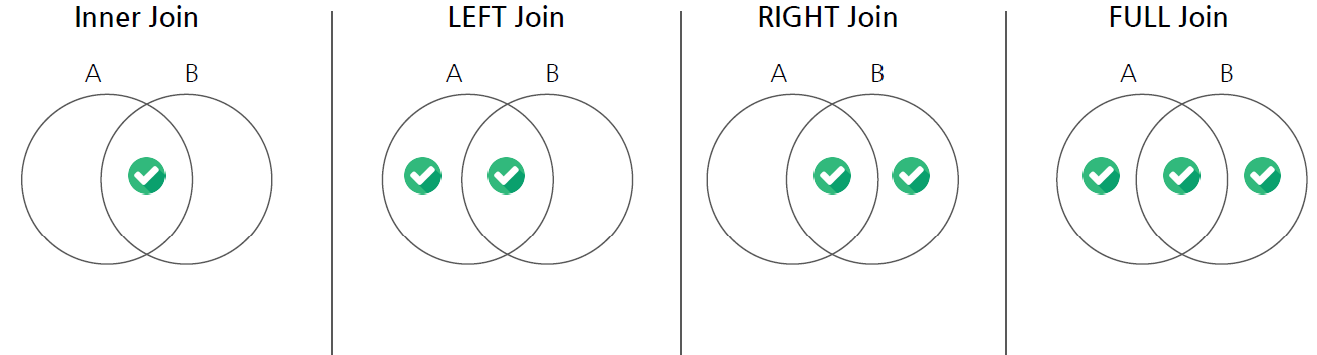 Inner Join
A B
LEFT Join
A B
RIGHT Join
A B
FULL Join
A B